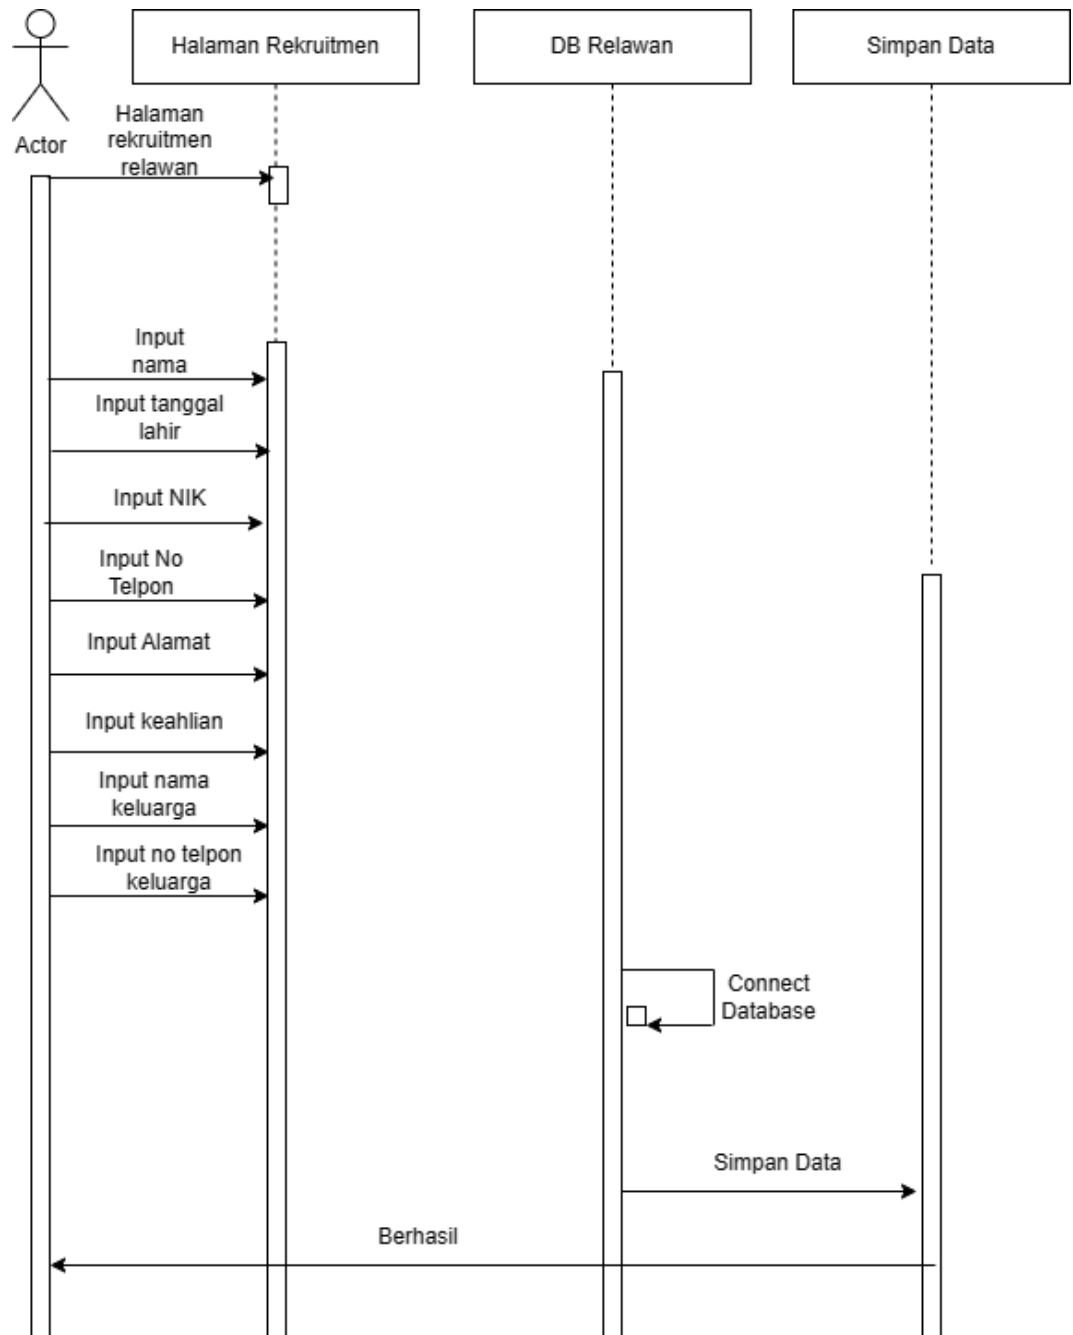 Halaman Rekruitmen
DB Relawan
Simpan Data
Actor
Halaman
rekruitmen
relawan
Input
nama
Input tanggal
lahir
Input NIK
Input No
Telpon
Input Alamat
Input keahlian
Input nama
keluarga
Input no telpon
keluarga
Connect
Database
Simpan Data
Berhasil